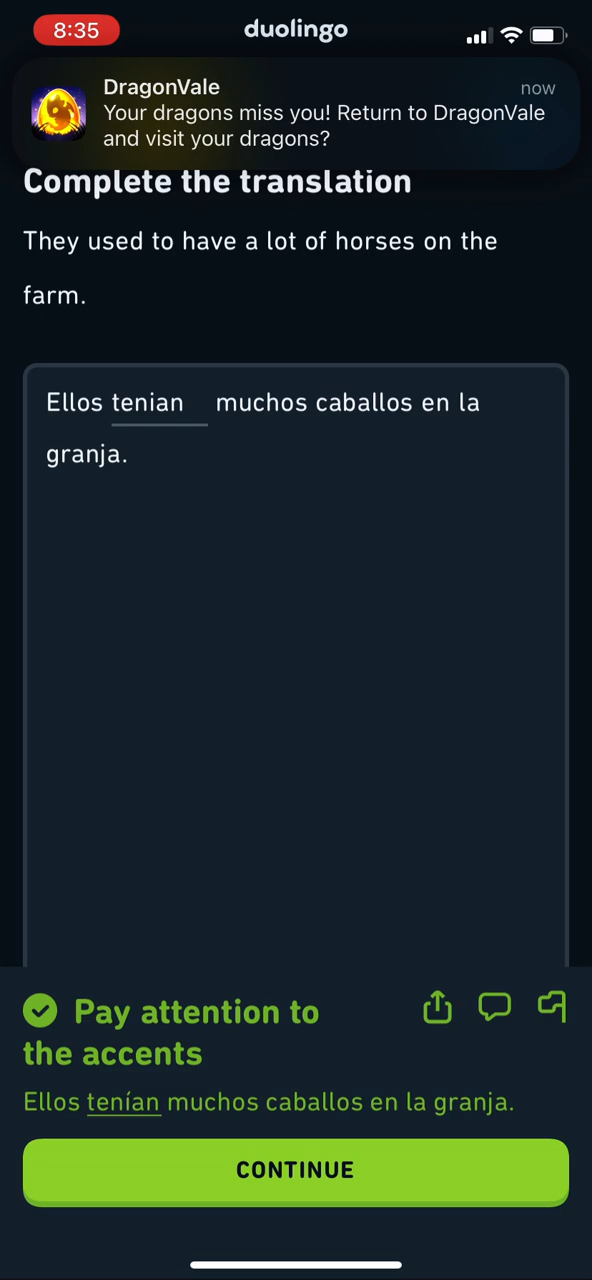 8:35
duolingo
DragonVale
now
Your dragons miss you! Return to DragonVale
and visit your dragons?
Complete the translation
They used to have a lot of horses on the
farm.
Ellos tenian muchos caballos en la
granja.
Pay attention to
the accents
Ellos tenían muchos caballos en la granja.
CONTINUE